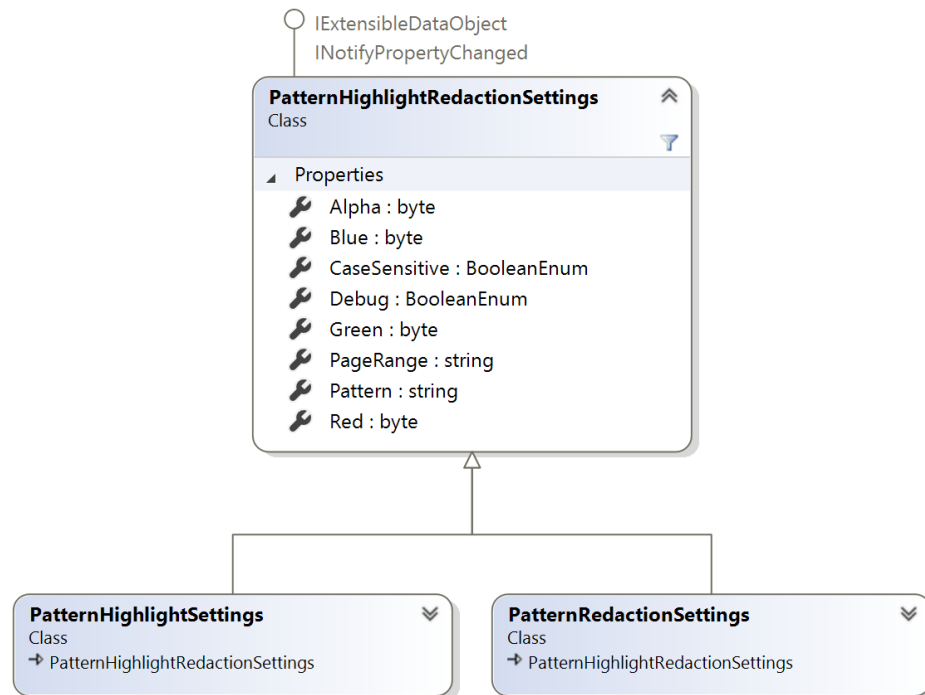 IExtensibleDataObject
INotifyPropertyChanged
PatternHighlightRedactionSettings
Class
Properties
Alpha : byte
Blue : byte
CaseSensitive : BooleanEnum
Debug : BooleanEnum
Green : byte
PageRange : string
Pattern : string
Red : byte
PatternHighlightSettings
Class
PatternHighlightRedactionSettings
PatternRedactionSettings
Class
PatternHighlightRedactionSettings